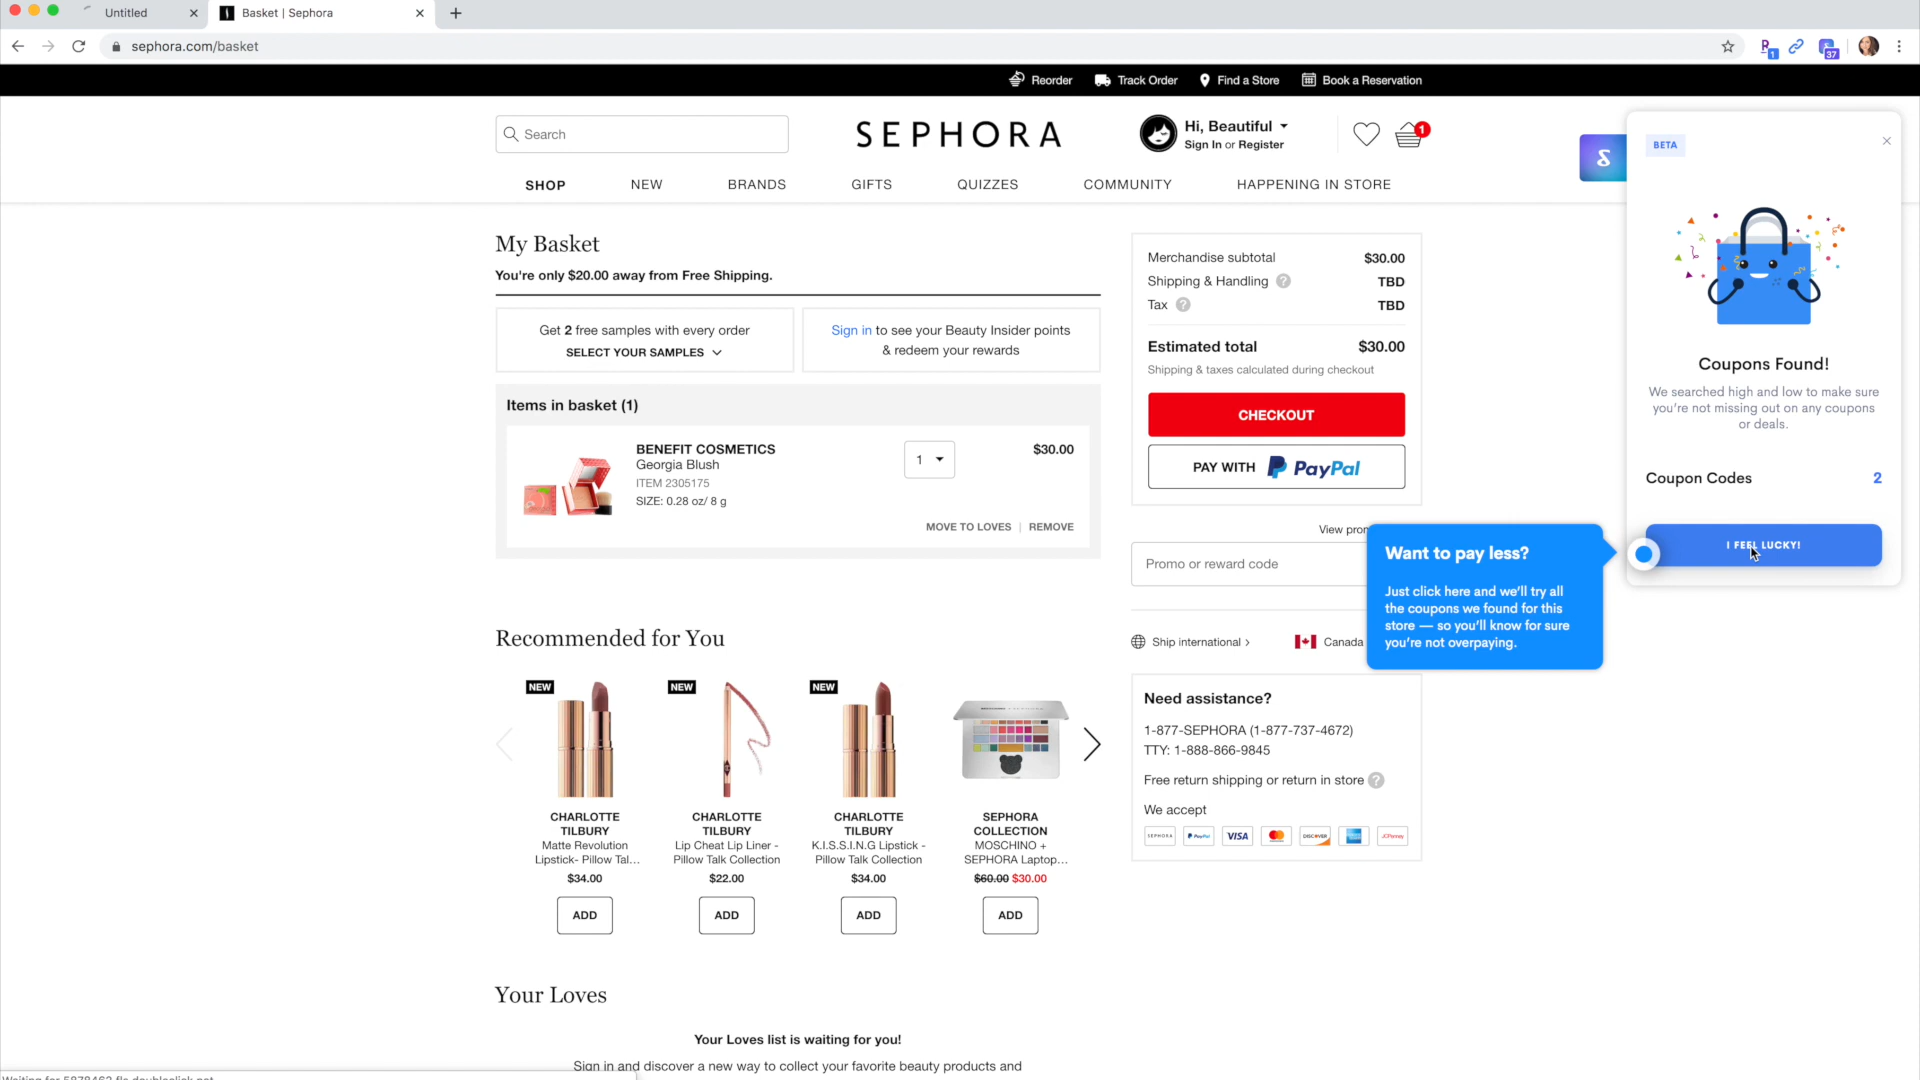 Untitled
Basket | Sephora
sephora.com/basket
1
37
Reorder
Track Order
Find a Store
Book a Reservation
Search
SEPHORA
Hi, Beautiful
Sign In or Register
1
SHOP
NEW
BRANDS
GIFTS
QUIZZES
COMMUNITY
HAPPENING IN STORE
My Basket
You're only $20.00 away from Free Shipping.
Get 2 free samples with every order
SELECT YOUR SAMPLES
Sign in to see your Beauty Insider points
& redeem your rewards
Items in basket (1)
BENEFIT COSMETICS
Georgia Blush
ITEM 2305175
SIZE: 0.28 oz/ 8 g
1
$30.00
MOVE TO LOVES | REMOVE
Merchandise subtotal $30.00
Shipping & Handling ? TBD
Tax ? TBD
Estimated total $30.00
Shipping & taxes calculated during checkout
CHECKOUT
PAY WITH PayPal
View pro
Promo or reward code
Ship international >
Canada
Need assistance?
1-877-SEPHORA (1-877-737-4672)
TTY: 1-888-866-9845
Free return shipping or return in store ?
We accept
SEPHORA
PayPal
VISA
DISCOVER
JCPenney
BETA
Coupons Found!
We searched high and low to make sure
you're not missing out on any coupons
or deals.
Coupon Codes 2
I FEEL LUCKY!
Want to pay less?
Just click here and we'll try all
the coupons we found for this
store — so you'll know for sure
you're not overpaying.
Recommended for You
NEW
CHARLOTTE
TILBURY
Matte Revolution
Lipstick- Pillow Tal...
$34.00
ADD
NEW
CHARLOTTE
TILBURY
Lip Cheat Lip Liner -
Pillow Talk Collection
$22.00
ADD
NEW
CHARLOTTE
TILBURY
K.I.S.S.I.N.G Lipstick -
Pillow Talk Collection
$34.00
ADD
SEPHORA
COLLECTION
MOSCHINO +
SEPHORA Laptop...
$60.00 $30.00
ADD
Your Loves
Your Loves list is waiting for you!
Sign in and discover a new way to collect your favorite beauty products and